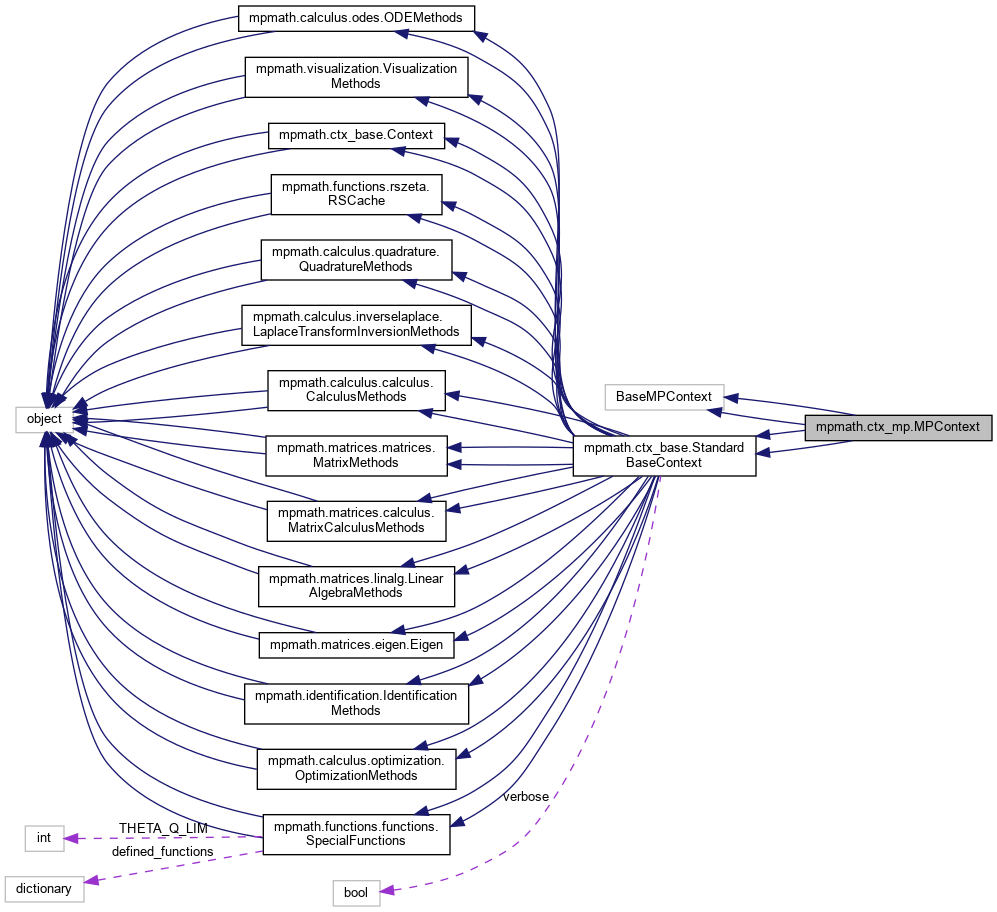 mpmath.calculus.odes.ODEMethods
mpmath.visualization.Visualization
Methods
mpmath.ctx_base.Context
mpmath.functions.rszeta.
RSCache
mpmath.calculus.quadrature.
QuadratureMethods
mpmath.calculus.inverselaplace.
LaplaceTransformInversionMethods
mpmath.calculus.calculus.
CalculusMethods
BaseMPContext
object
mpmath.ctx_mp.MPContext
mpmath.matrices.matrices.
MatrixMethods
mpmath.ctx_base.Standard
BaseContext
mpmath.matrices.calculus.
MatrixCalculusMethods
mpmath.matrices.linalg.Linear
AlgebraMethods
mpmath.matrices.eigen.Eigen
mpmath.identification.Identification
Methods
mpmath.calculus.optimization.
OptimizationMethods
verbose
mpmath.functions.functions.
SpecialFunctions
THETA_Q_LIM
int
defined_functions
dictionary
bool